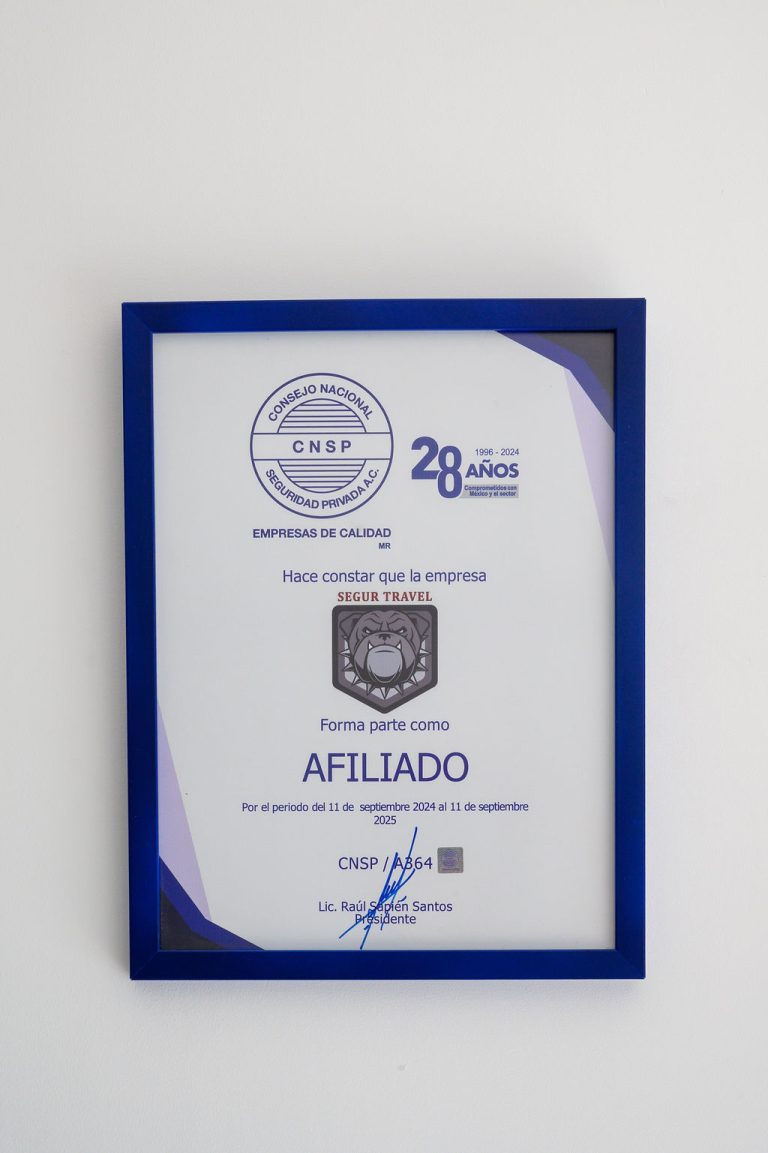 CONSEJO NACIONAL
CNSP
SEGURIDAD PRIVADA A.C.
EMPRESAS DE CALIDAD
MR
1996 - 2024
28 AÑOS
Comprometidos con
México y el sector
Hace constar que la empresa
SEGUR TRAVEL
Forma parte como
AFILIADO
Por el periodo del 11 de septiembre 2024 al 11 de septiembre
2025
CNSP / A364
Lic. Raúl Sapién Santos
Presidente